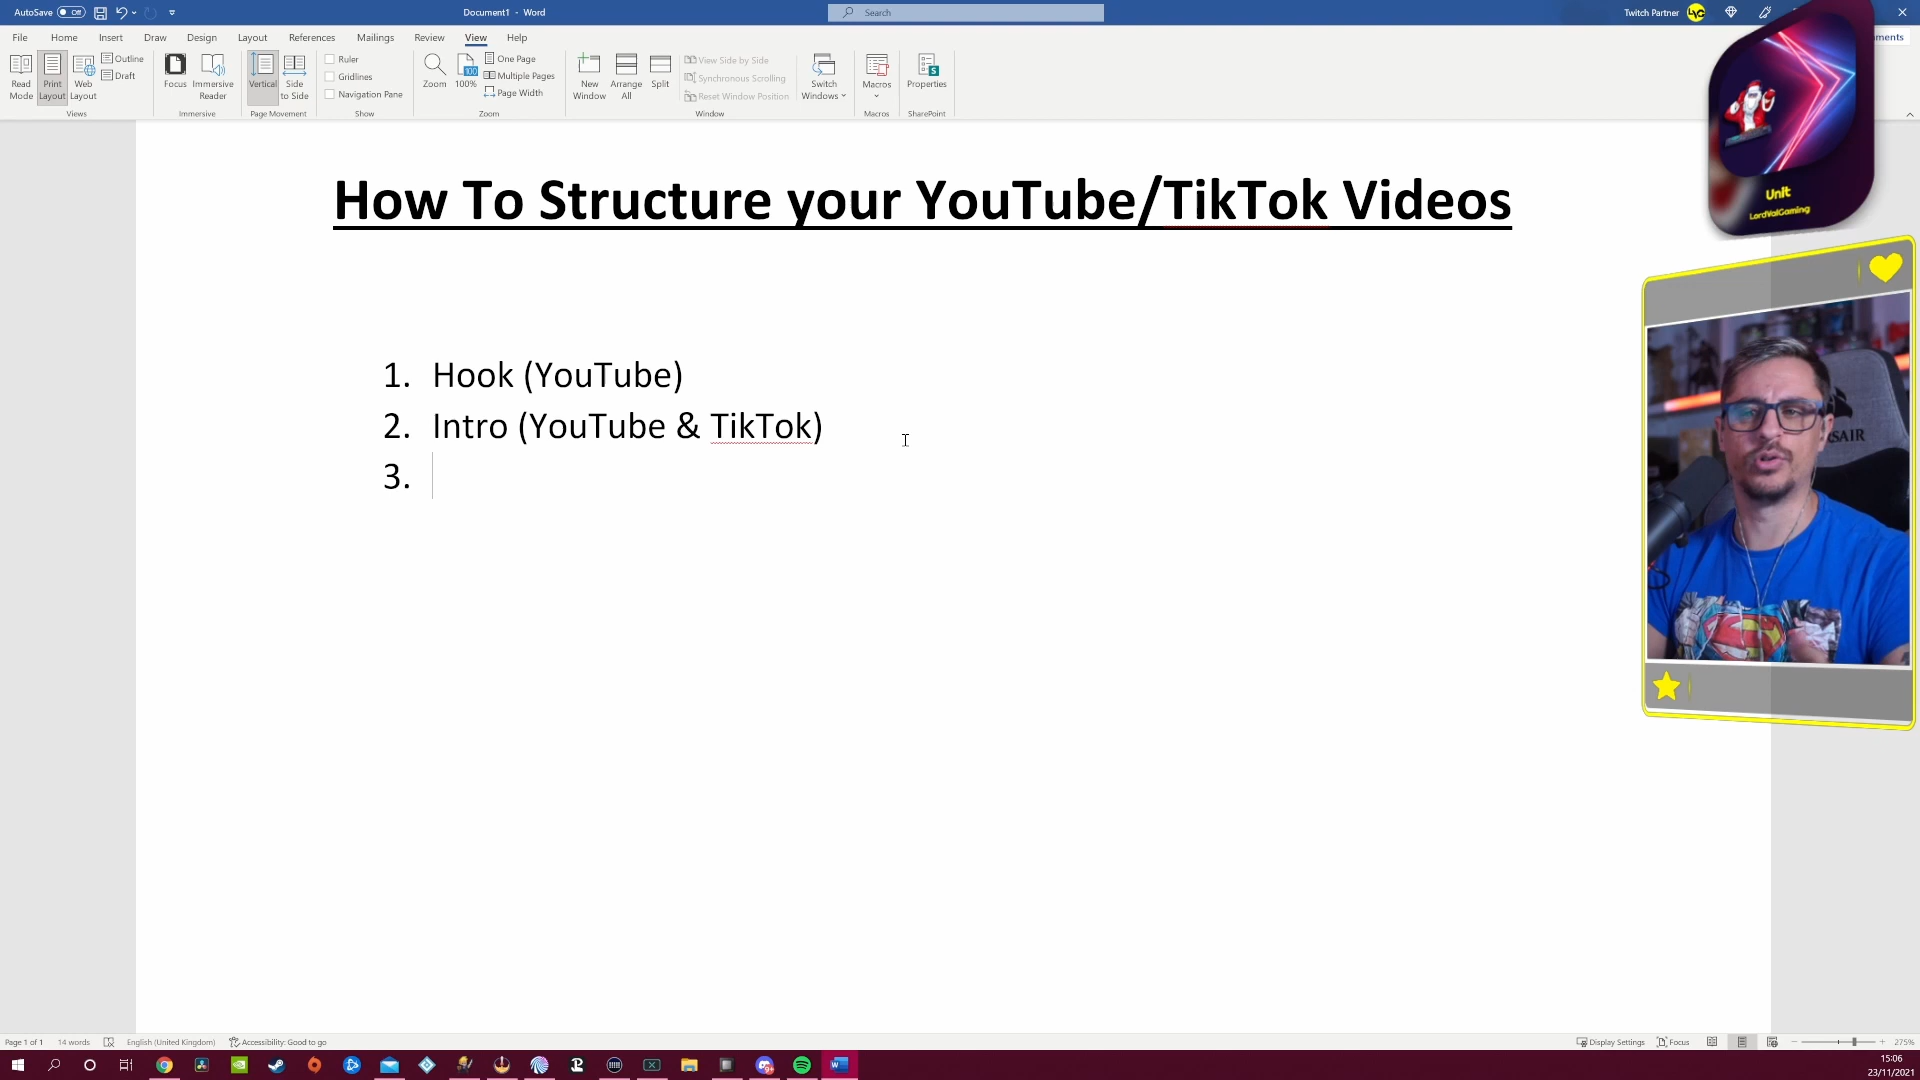 AutoSave Off Document1 - Word Search Twitch Partner LVG
File Home Insert Draw Design Layout References Mailings Review View Help
Read Mode
Print Layout
Web Layout
Outline
Draft
Views
Focus
Immersive Reader
Immersive
Vertical
Side to Side
Page Movement
Ruler
Gridlines
Navigation Pane
Show
Zoom
100
100%
One Page
Multiple Pages
Page Width
Zoom
New Window
Arrange All
Split
View Side by Side
Synchronous Scrolling
Reset Window Position
Window
Switch Windows
Macros
Macros
Properties
SharePoint
How To Structure your YouTube/TikTok Videos
1. Hook (YouTube)
2. Intro (YouTube & TikTok)
3.
Unit
LordValGaming
Page 1 of 1 14 words English (United Kingdom) Accessibility: Good to go Display Settings Focus 275%
15:06
23/11/2021